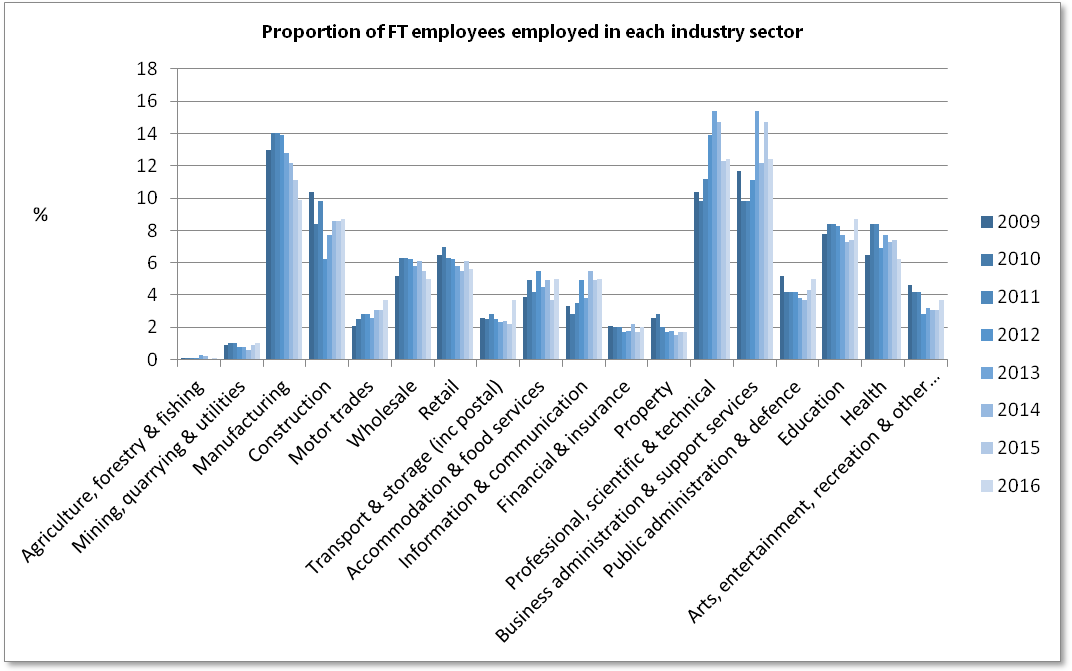 Proportion of FT employees employed in each industry sector
18
16
14
12
10
8
6
4
2
0
%
Agriculture, forestry & fishing
Mining, quarrying & utilities
Manufacturing
Construction
Motor trades
Wholesale
Retail
Transport & storage (inc postal)
Accommodation & food services
Information & communication
Financial & insurance
Property
Professional, scientific & technical
Business administration & support services
Public administration & defence
Education
Health
Arts, entertainment, recreation & other...
2009
2010
2011
2012
2013
2014
2015
2016